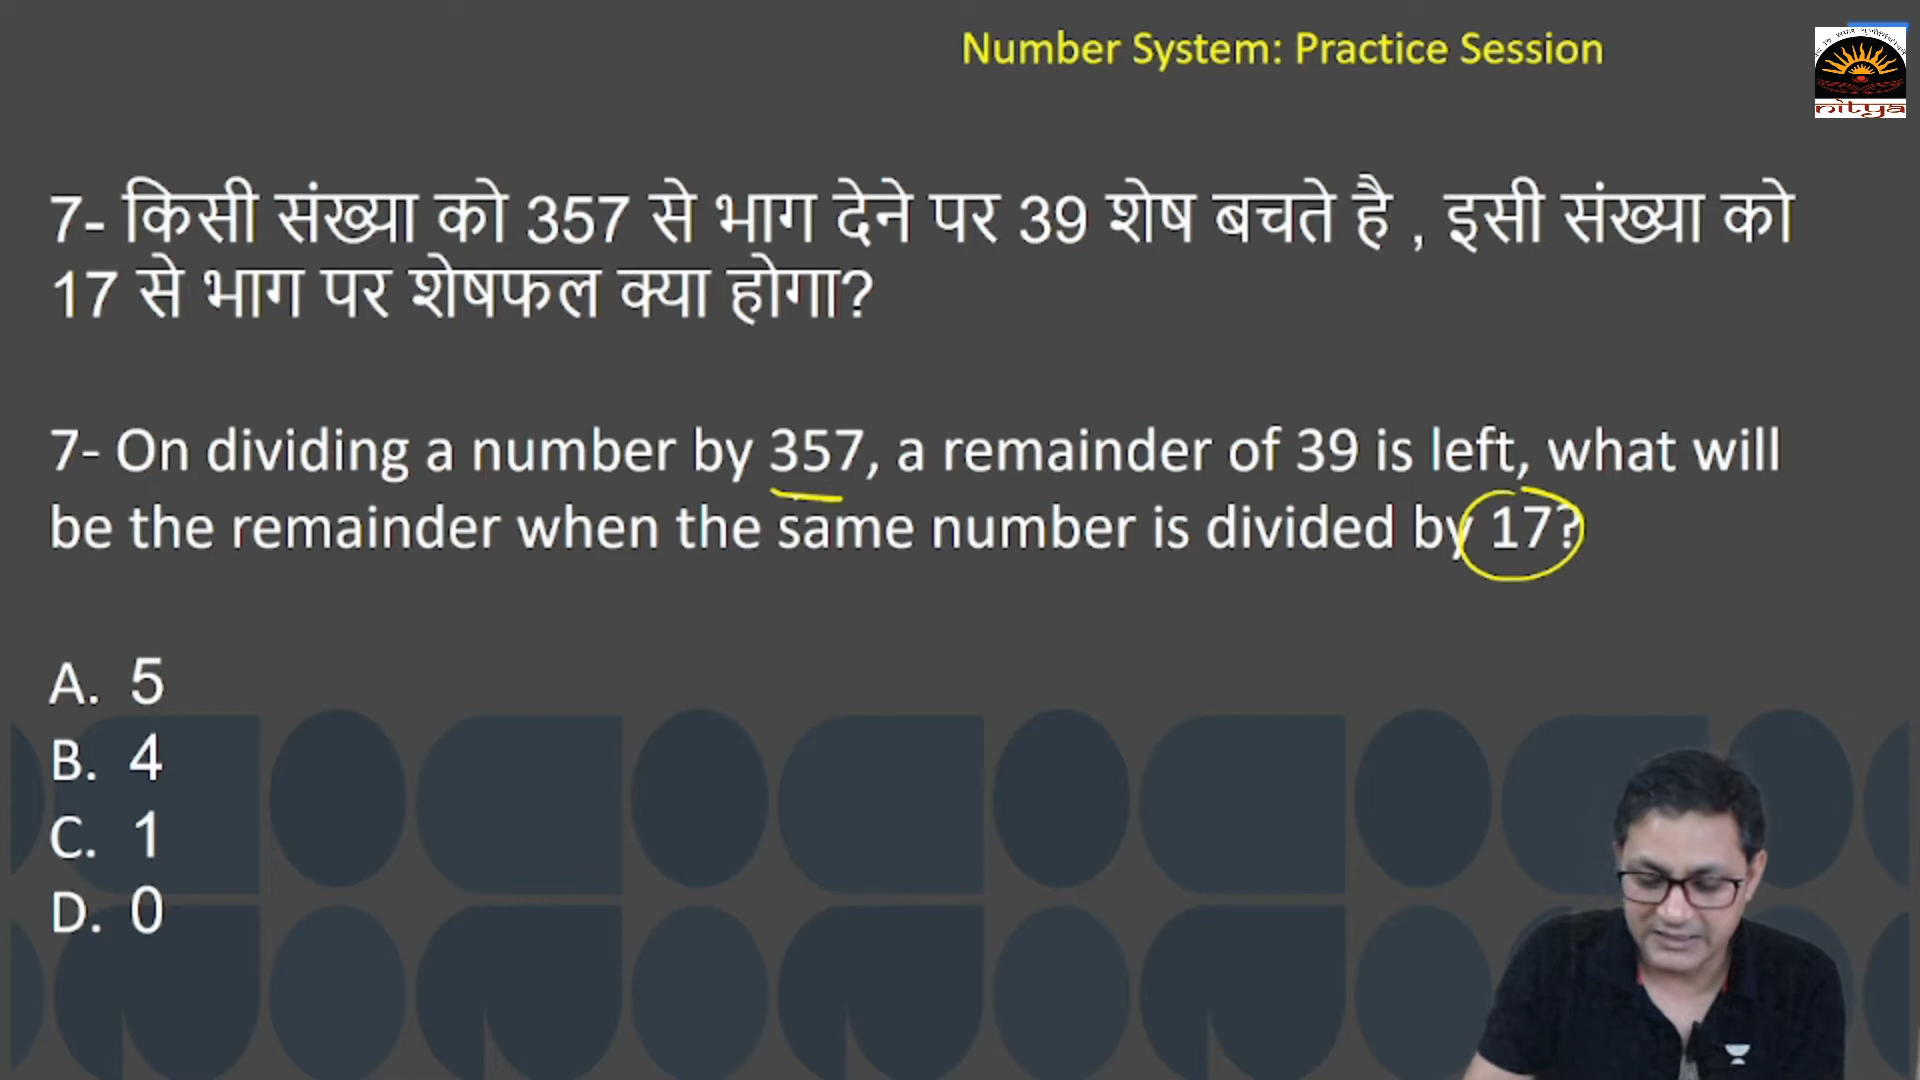 Number System: Practice Session
nitya
7- किसी संख्या को 357 से भाग देने पर 39 शेष बचते है , इसी संख्या को
17 से भाग पर शेषफल क्या होगा?
7- On dividing a number by 357, a remainder of 39 is left, what will
be the remainder when the same number is divided by 17?
A. 5
B. 4
C. 1
D. 0